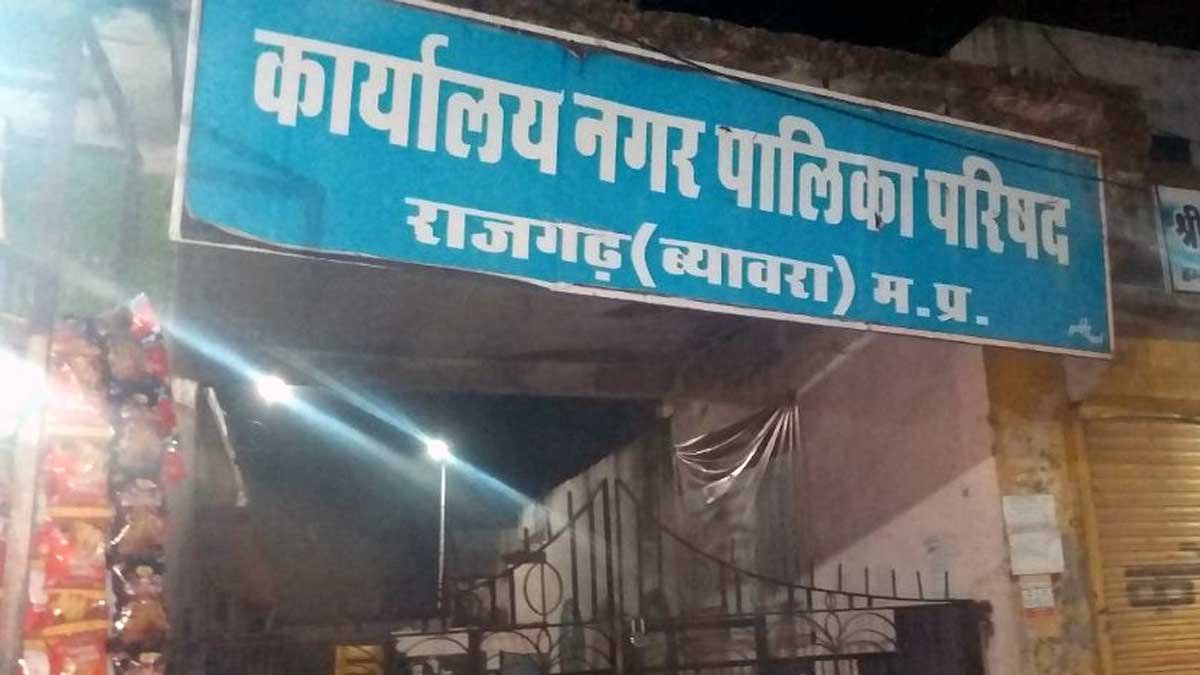 कार्यालय नगर पालिका परिषद
राजगढ़ (ब्यावरा) म.प्र.
श्री